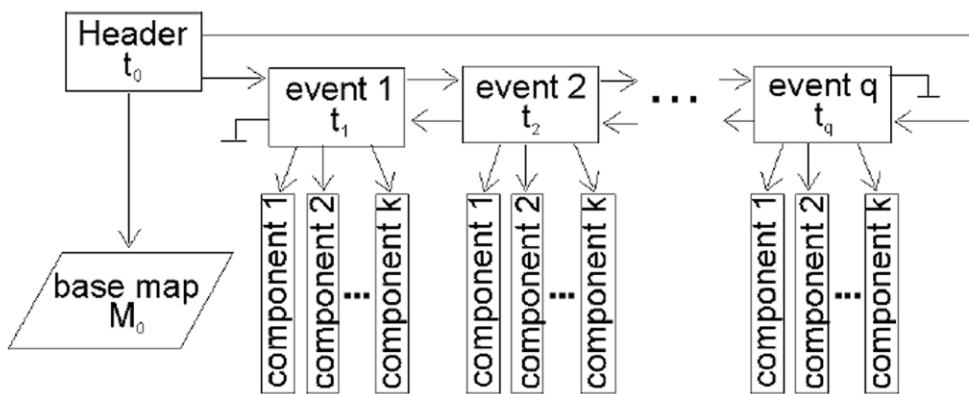 Header
t₀
event 1
t₁
event 2
t₂
...
event q
t_q
component 1
component 2
...
component k
component 1
component 2
...
component k
component 1
component 2
...
component k
base map
M₀